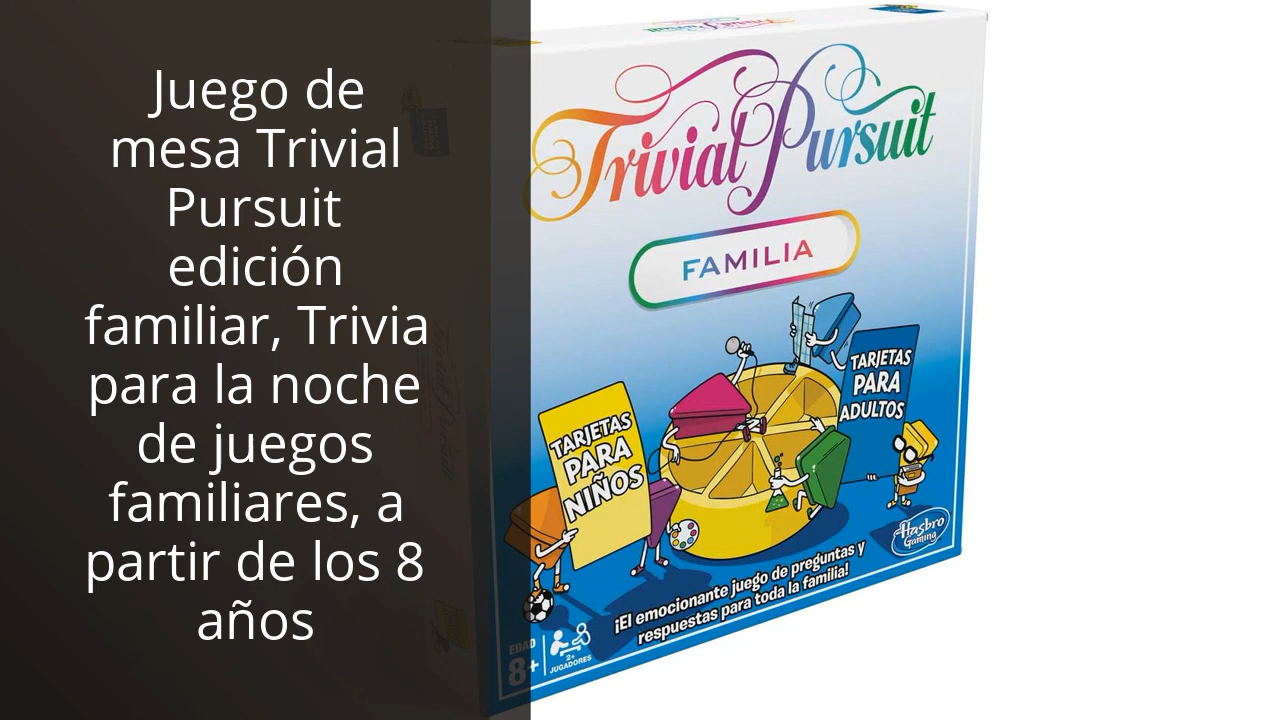 Juego de
mesa Trivial
Pursuit
edición
familiar, Trivia
para la noche
de juegos
familiares, a
partir de los 8
años
Trivial Pursuit
FAMILIA
TARJETAS
PARA
ADULTOS
TARJETAS
PARA
NIÑOS
Hasbro
Gaming
¡El emocionante juego de preguntas y
respuestas para toda la familia!
EDAD
8+
2+
JUGADORES